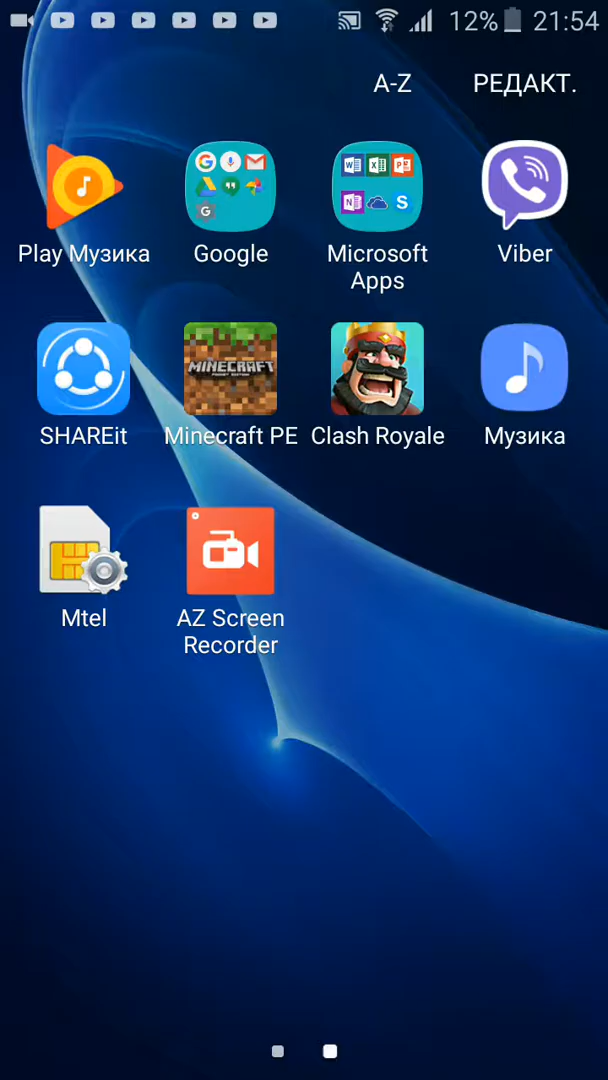 12% 21:54
A-Z РЕДАКТ.
Play Музика
Google
Microsoft
Apps
Viber
SHAREit
MINECRAFT
Minecraft PE
Clash Royale
Музика
Mtel
AZ Screen
Recorder